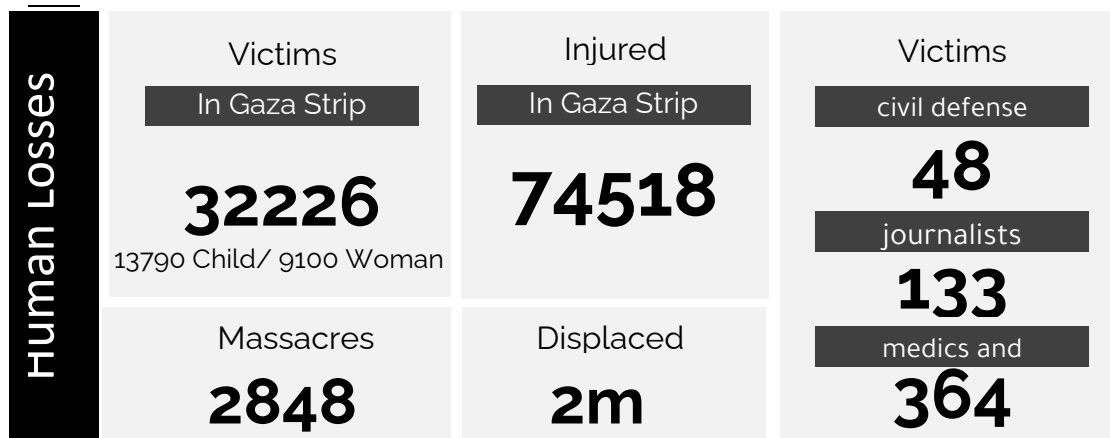 Human Losses
Victims
In Gaza Strip
32226
13790 Child/ 9100 Woman
Injured
In Gaza Strip
74518
Victims
civil defense
48
journalists
133
medics and
364
Massacres
2848
Displaced
2m